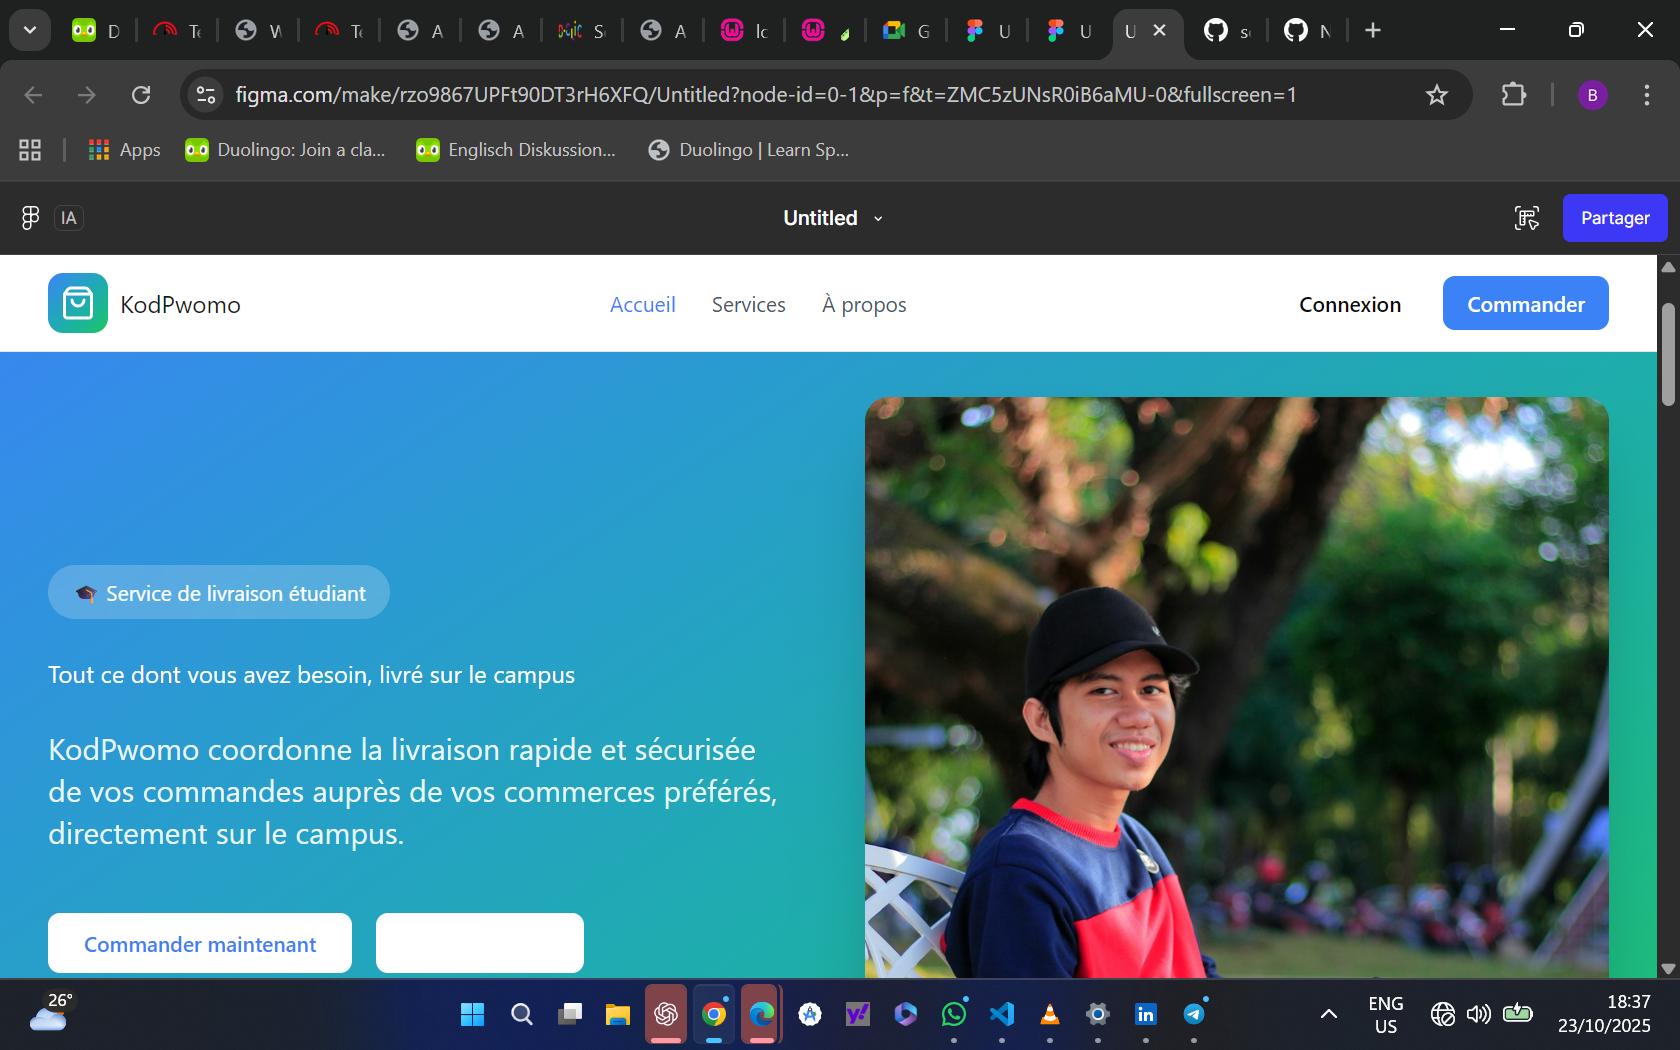 D
Te
W
Te
A
A
S
A
Ic
G
U
U
U
s
N
figma.com/make/rzo9867UPFt90DT3rH6XFQ/Untitled?node-id=0-1&p=f&t=ZMC5zUNsR0iB6aMU-0&fullscreen=1
B
Apps
Duolingo: Join a cla...
Englisch Diskussion...
Duolingo | Learn Sp...
IA
Untitled
Partager
KodPwomo
Accueil
Services
À propos
Connexion
Commander
Service de livraison étudiant
Tout ce dont vous avez besoin, livré sur le campus
KodPwomo coordonne la livraison rapide et sécurisée
de vos commandes auprès de vos commerces préférés,
directement sur le campus.
Commander maintenant
26°
ENG
US
18:37
23/10/2025